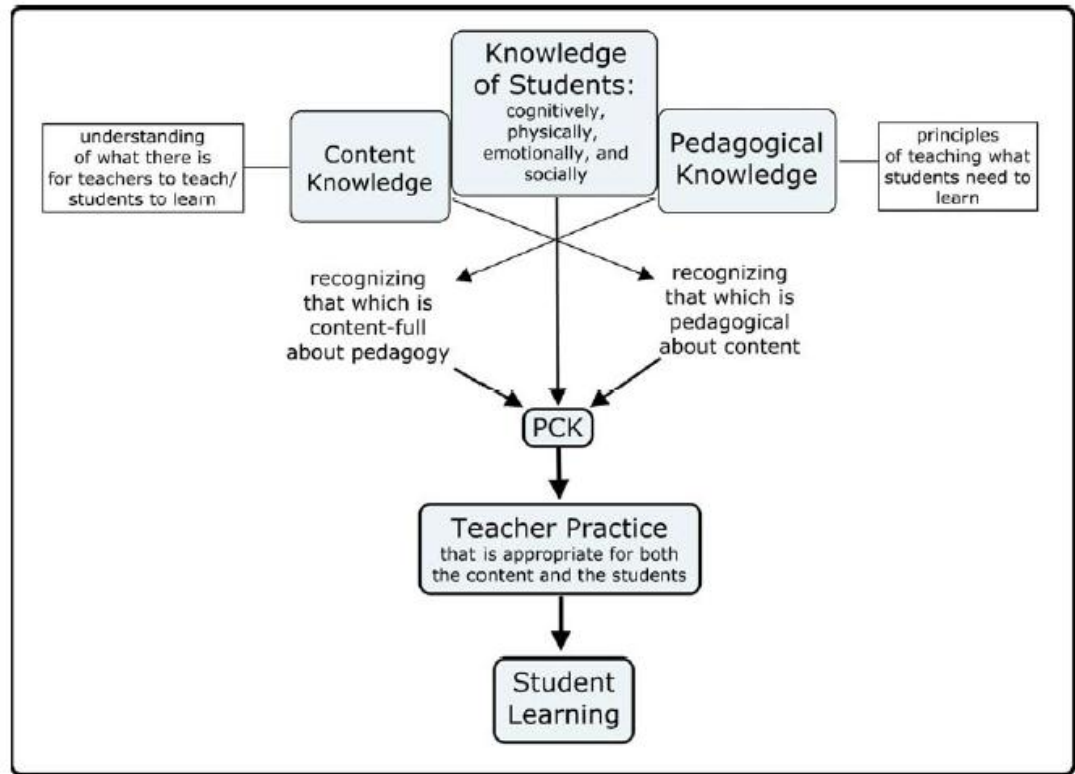 Knowledge
of Students:
cognitively,
physically,
emotionally, and
socially
understanding
of what there is
for teachers to teach/
students to learn
Content
Knowledge
Pedagogical
Knowledge
principles
of teaching what
students need to
learn
recognizing
that which is
content-full
about pedagogy
recognizing
that which is
pedagogical
about content
PCK
Teacher Practice
that is appropriate for both
the content and the students
Student
Learning